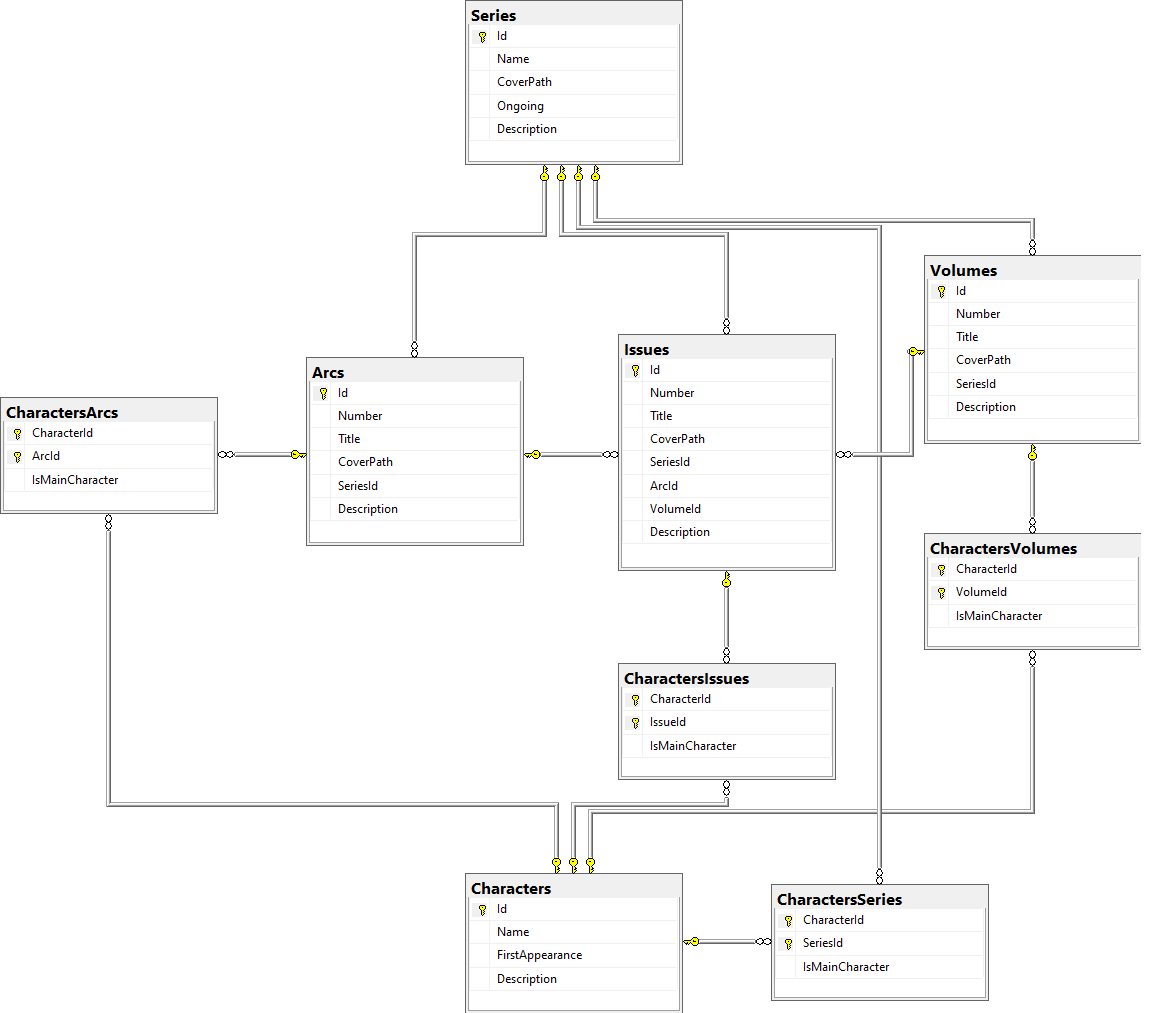 Series
Id
Name
CoverPath
Ongoing
Description
Volumes
Id
Number
Title
CoverPath
SeriesId
Description
Issues
Id
Number
Title
CoverPath
SeriesId
ArcId
VolumeId
Description
Arcs
Id
Number
Title
CoverPath
SeriesId
Description
CharactersArcs
CharacterId
ArcId
IsMainCharacter
CharactersVolumes
CharacterId
VolumeId
IsMainCharacter
CharactersIssues
CharacterId
IssueId
IsMainCharacter
Characters
Id
Name
FirstAppearance
Description
CharactersSeries
CharacterId
SeriesId
IsMainCharacter